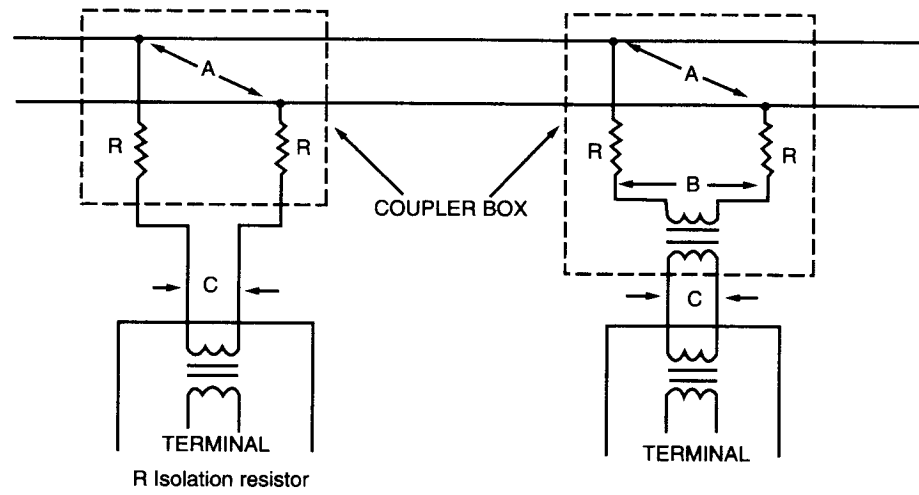 A
A
R
R
R
R
B
COUPLER BOX
C
C
TERMINAL
TERMINAL
R Isolation resistor